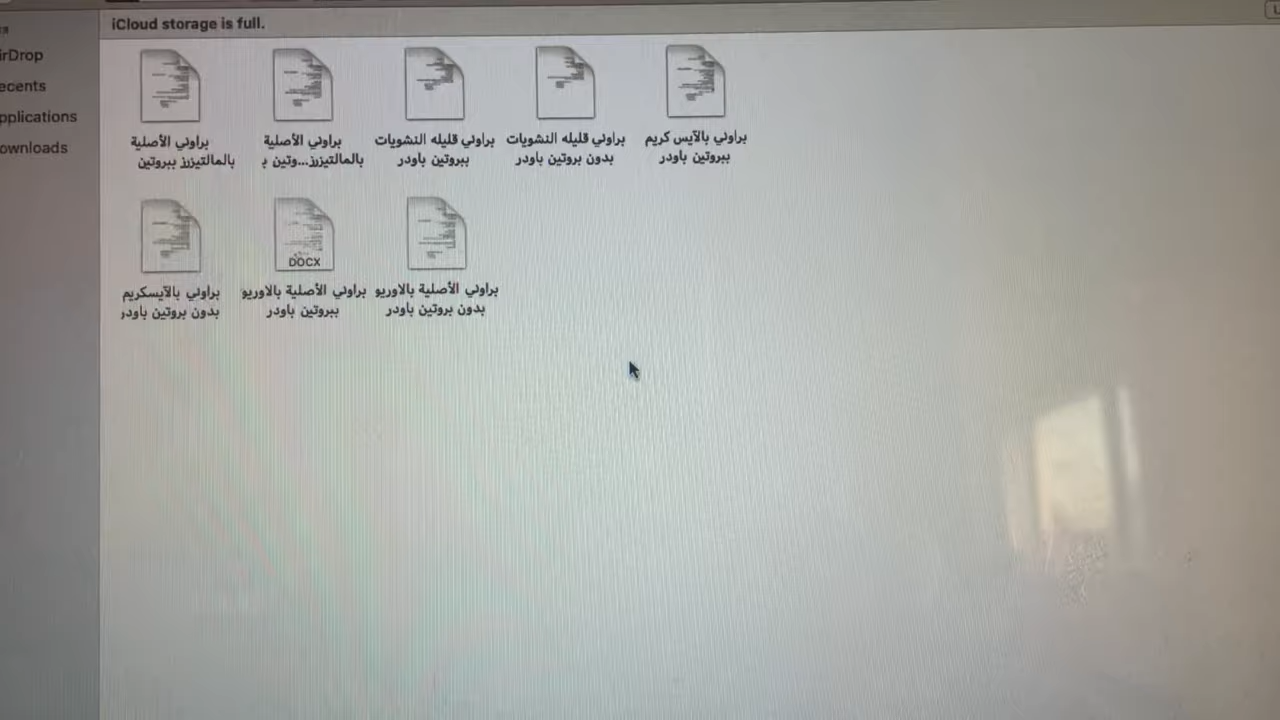 iCloud storage is full.
irDrop
ecents
pplications
ownloads
براوني الأصلية
بالمالتيزرز ببروتين
براوني الأصلية
بالمالتيزرز...وتين ب
براوني قليله النشويات
ببروتين باودر
براوني قليله النشويات
بدون بروتين باودر
براوني بالآيس كريم
ببروتين باودر
براوني بالآيسكريم
بدون بروتين باودر
DOCX
براوني الأصلية بالاوريو
ببروتين باودر
براوني الأصلية بالاوريو
بدون بروتين باودر